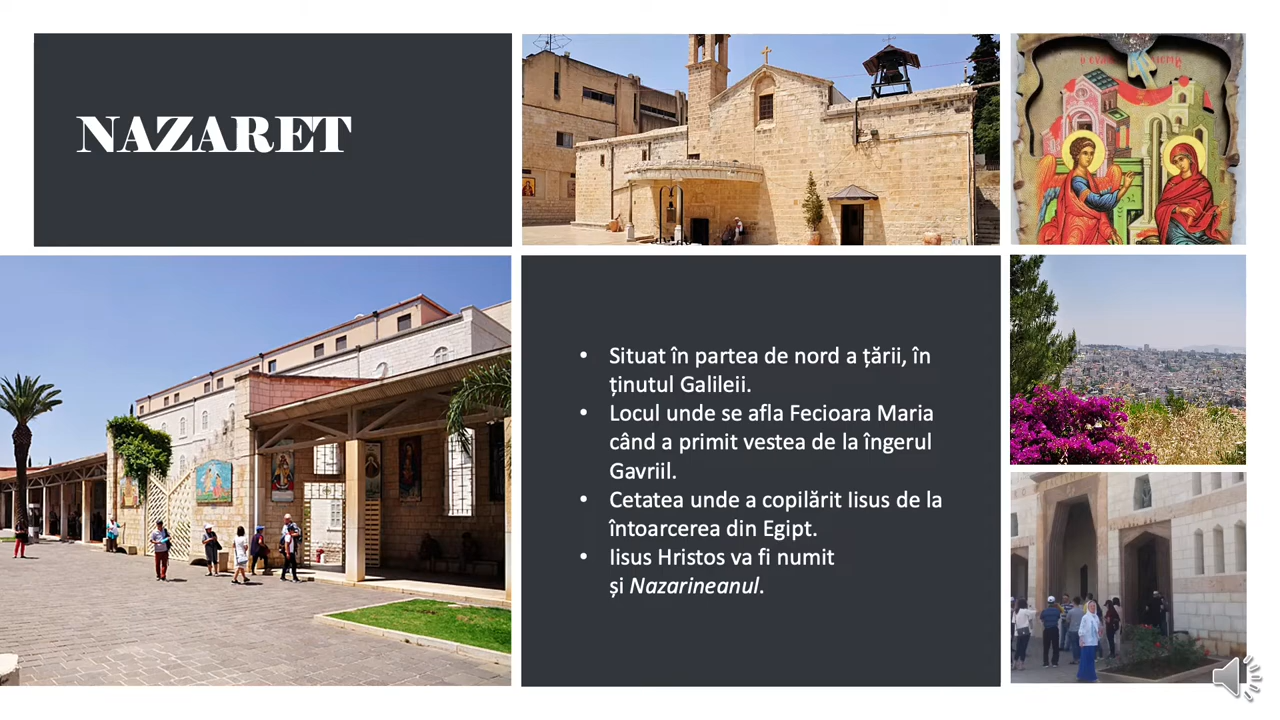 NAZARET
• Situat în partea de nord a țării, în
ținutul Galileii.
• Locul unde se afla Fecioara Maria
când a primit vestea de la îngerul
Gavriil.
• Cetatea unde a copilărit Iisus de la
întoarcerea din Egipt.
• Iisus Hristos va fi numit
și Nazarineanul.